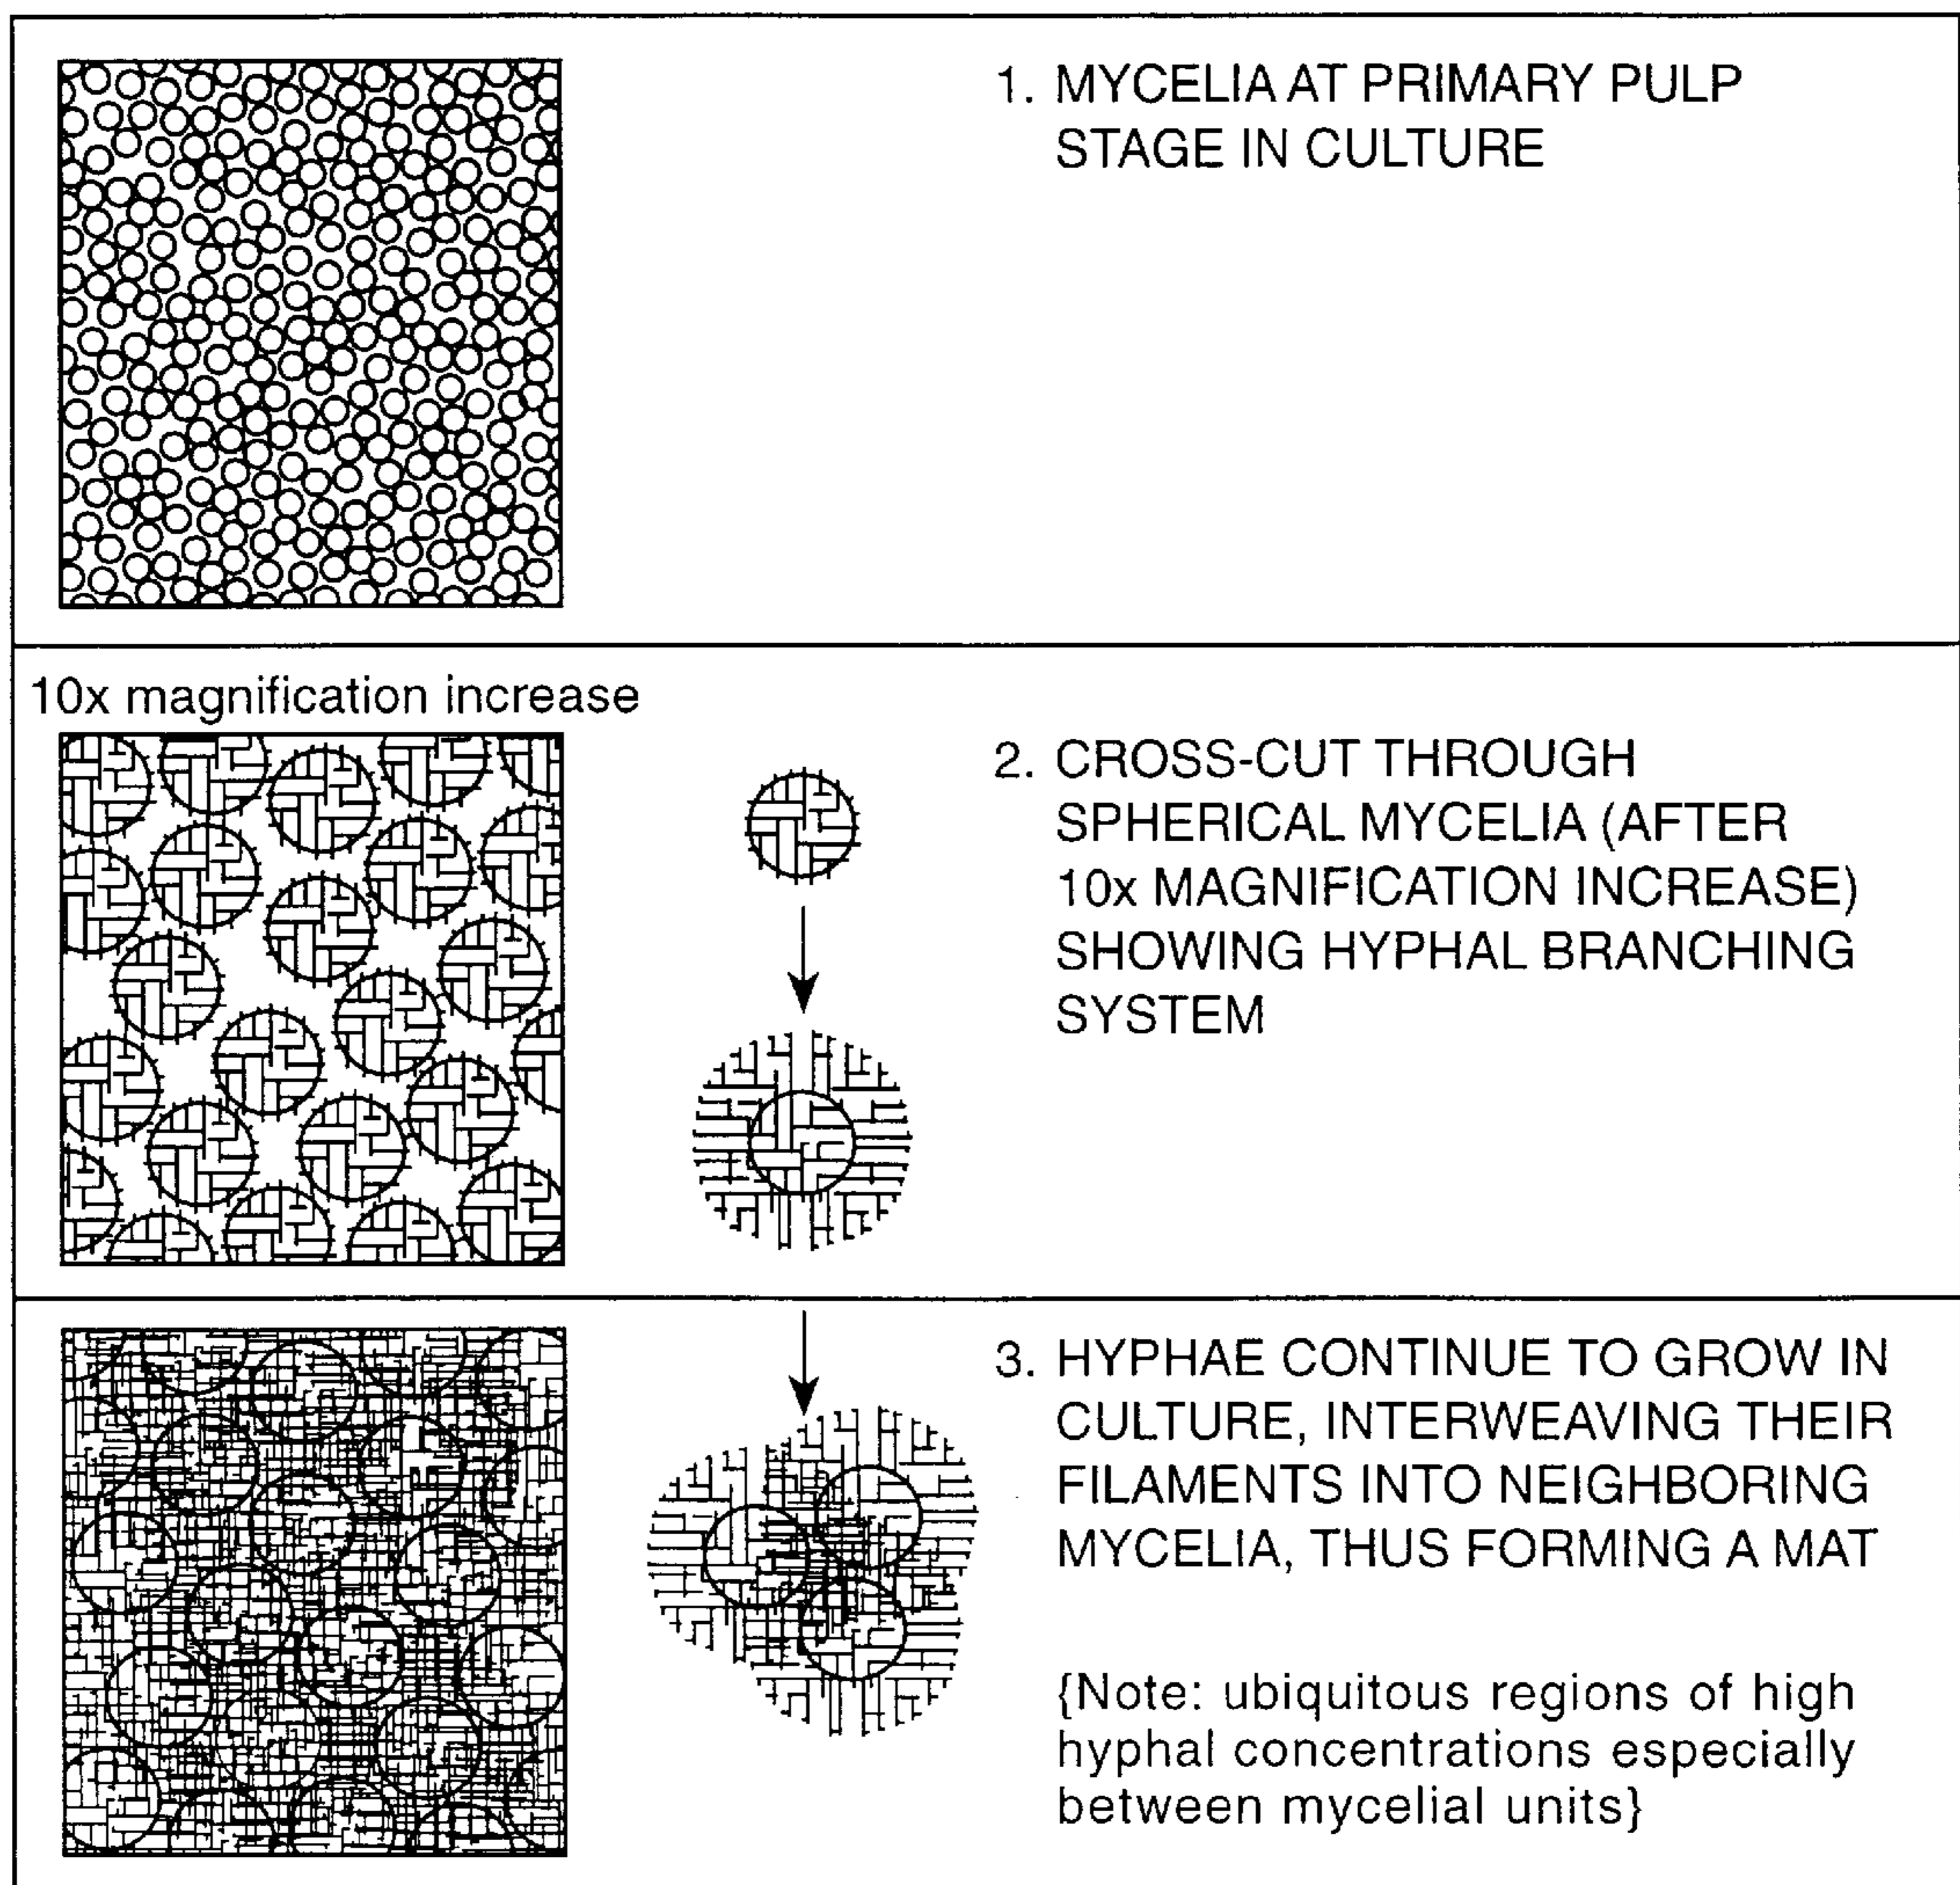 1. MYCELIA AT PRIMARY PULP
STAGE IN CULTURE
10x magnification increase
2. CROSS-CUT THROUGH
SPHERICAL MYCELIA (AFTER
10x MAGNIFICATION INCREASE)
SHOWING HYPHAL BRANCHING
SYSTEM
3. HYPHAE CONTINUE TO GROW IN
CULTURE, INTERWEAVING THEIR
FILAMENTS INTO NEIGHBORING
MYCELIA, THUS FORMING A MAT
{Note: ubiquitous regions of high
hyphal concentrations especially
between mycelial units}